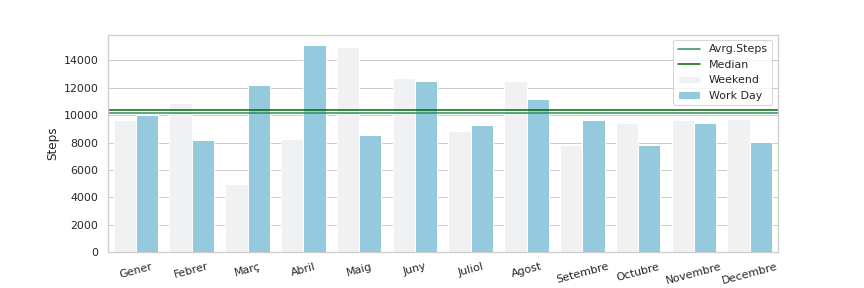 Avrg.Steps
Median
Weekend
Work Day
Steps
14000
12000
10000
8000
6000
4000
2000
0
Gener
Febrer
Març
Abril
Maig
Juny
Juliol
Agost
Setembre
Octubre
Novembre
Decembre